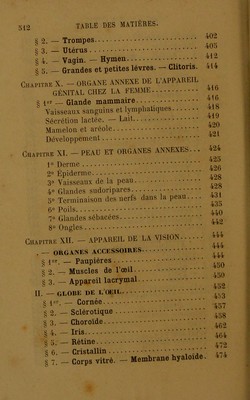 512 TABLE DES MATIÈRES.
§ 2. — Trompes 402
§ 3. — Utérus 405
§ 4. — Vagin. — Hymen 412
§ 5. — Grandes et petites lèvres. — Clitoris. 414
CHAPITRE X. — ORGANE ANNEXE DE L'APPAREIL
GÉNITAL CHEZ LA FEMME 416
§ 1er — Glande mammaire 416
Vaisseaux sanguins et lymphatiques 418
Sécrétion lactée. — Lait 419
Mamelon et aréole 420
Développement 421
CHAPITRE XI. — PEAU ET ORGANES ANNEXES 424
1° Derme 425
2° Épiderme 426
3° Vaisseaux de la peau 428
4° Glandes sudoripares 428
5° Terminaison des nerfs dans la peau 431
6° Poils 435
7° Glandes sébacées 440
8° Ongles 442
CHAPITRE XII. — APPAREIL DE LA VISION 444
— ORGANES ACCESSOIRES 444
§ 1er. — Paupières 444
§ 2. — Muscles de l'œil 450
§ 3. — Appareil lacrymal 450
II. — GLOBE DE L'ŒIL 452
§ 1er. — Cornée 453
§ 2. — Sclérotique 457
§ 3. — Choroïde 458
§ 4. — Iris 462
§ 5. — Rétine 464
§ 6. — Cristallin 472
§ 7. — Corps vitré. — Membrane hyaloïde. 474